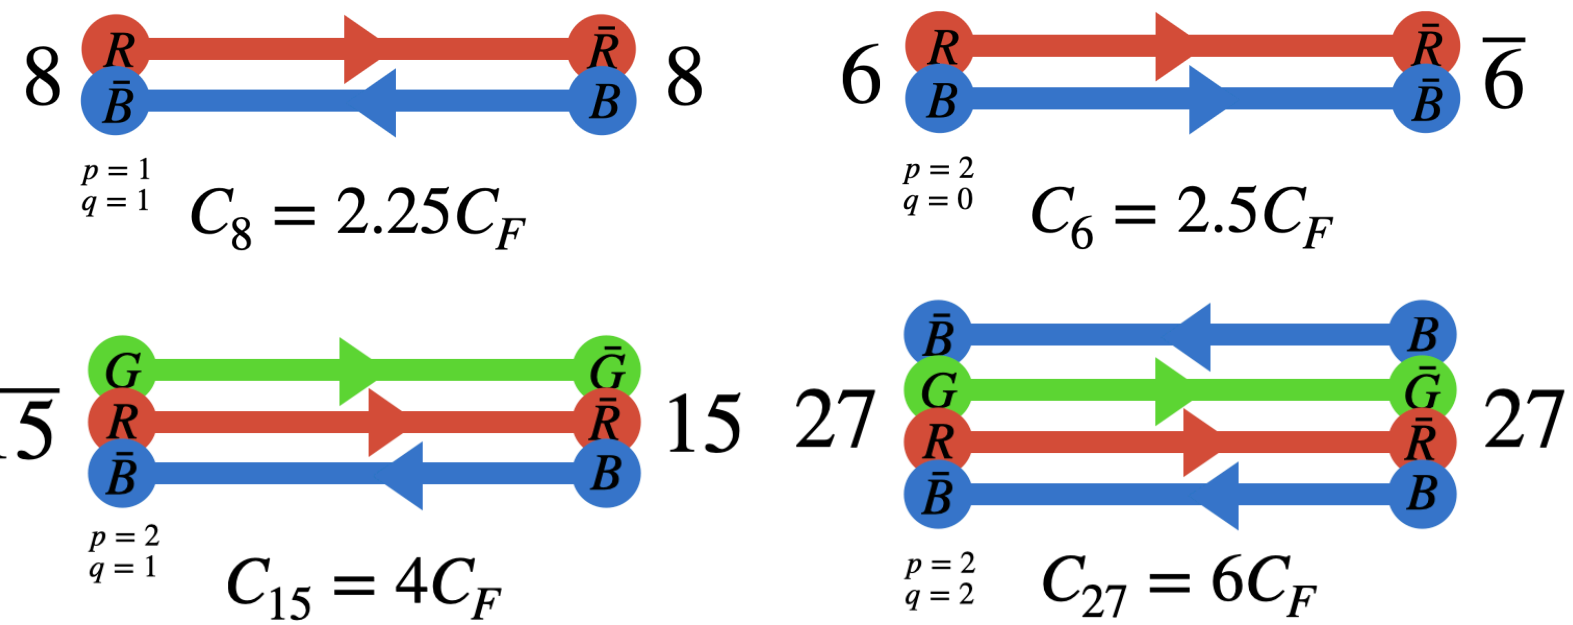 8 R R̄ 8
B̄ B
p = 1
q = 1
C₈ = 2.25C_F
6 R R̄ 6̅
B B̄
p = 2
q = 0
C₆ = 2.5C_F
G Ḡ
R R̄ 15
B̄ B
p = 2
q = 1
C₁₅ = 4C_F
B̄ B
27 G Ḡ 27
R R̄
B̄ B
p = 2
q = 2
C₂₇ = 6C_F